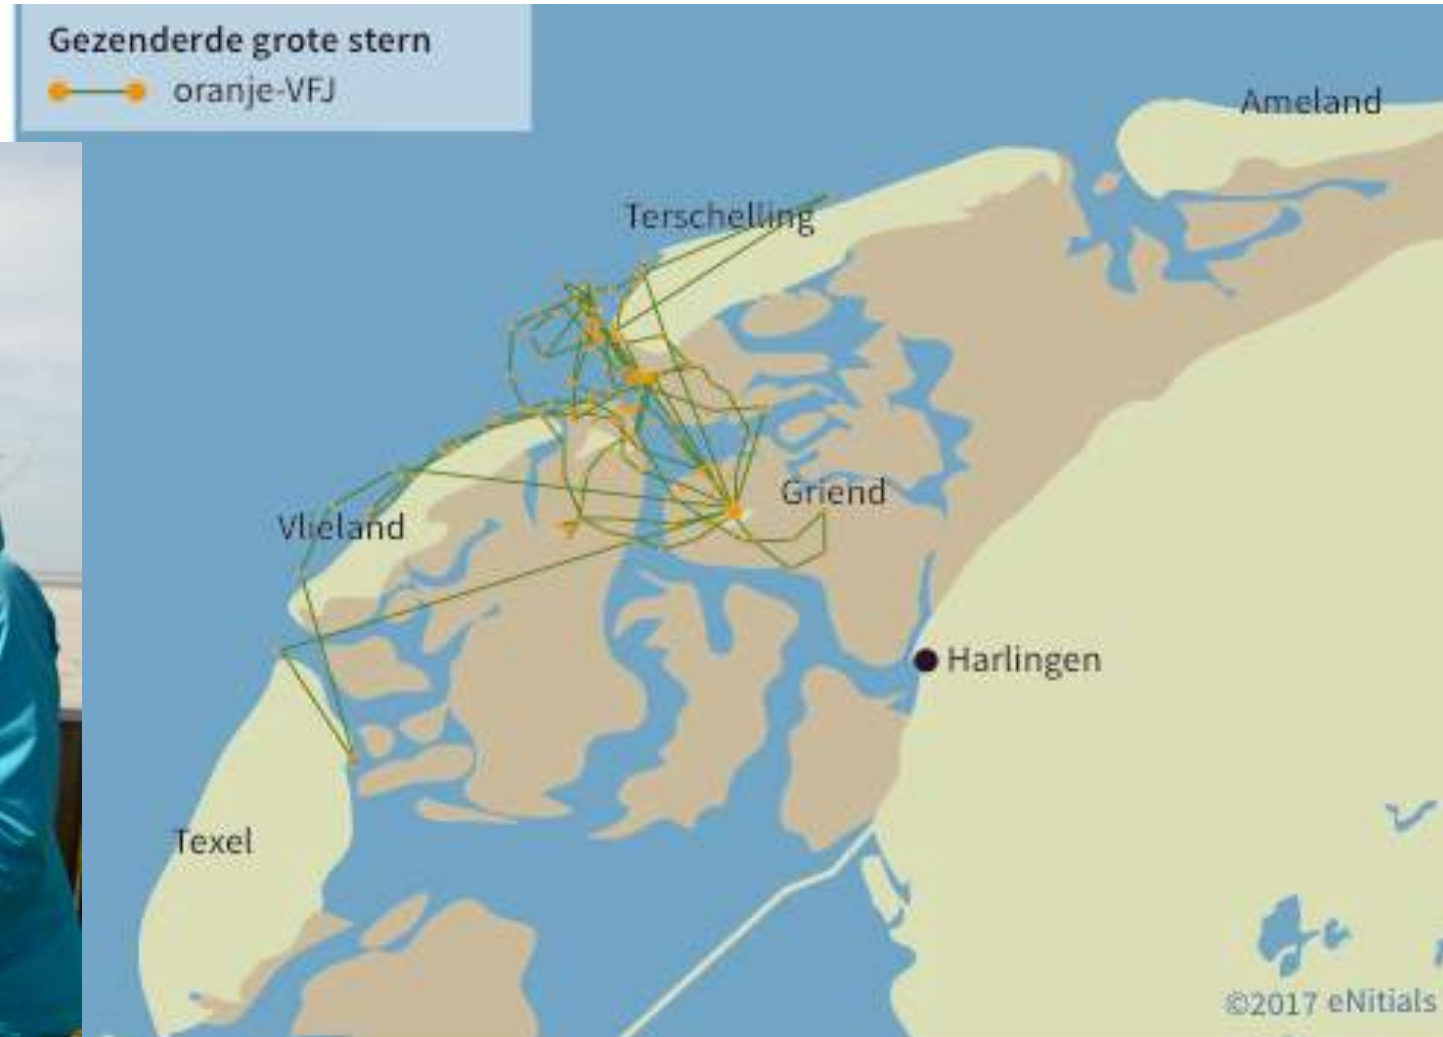 Gezenderde grote stern
oranje-VFJ
Ameland
Terschelling
Griend
Vlieland
Harlingen
Texel
©2017 eNitials